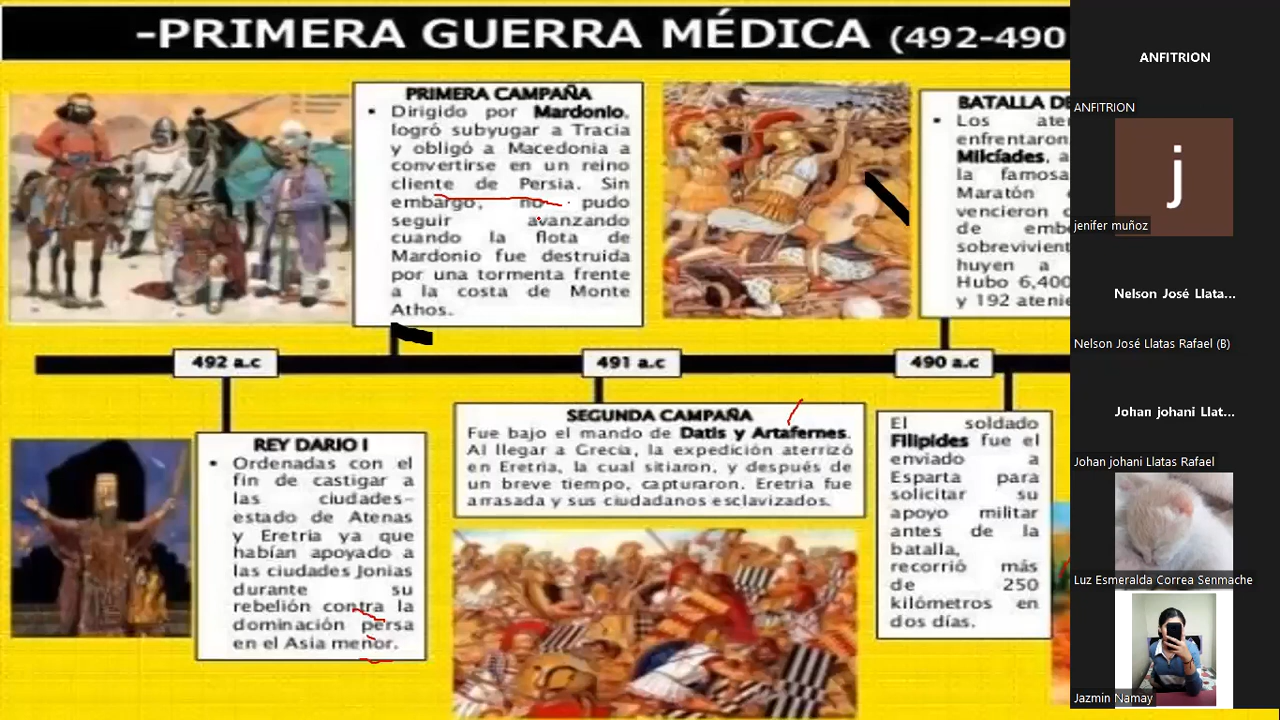 -PRIMERA GUERRA MÉDICA (492-490
PRIMERA CAMPAÑA
▪ Dirigido por Mardonio,
logró subyugar a Tracia
y obligó a Macedonia a
convertirse en un reino
cliente de Persia. Sin
embargo, no pudo
seguir avanzando
cuando la flota de
Mardonio fue destruida
por una tormenta frente
a la costa de Monte
Athos.
BATALLA DE
▪ Los
enfrentaron
Milcíades, a
la famosa
Maratón
vencieron
de
huyen a
Hubo 6,400
y 192
492 a.c
491 a.c
490 a.c
REY DARIO I
▪ Ordenadas con el
fin de castigar a
las ciudades-
estado de Atenas
y Eretria ya que
habían apoyado a
las ciudades Jonias
durante su
rebelión contra la
dominación persa
en el Asia menor.
SEGUNDA CAMPAÑA
Fue bajo el mando de Datis y Artafernes.
Al llegar a Grecia, la expedición aterrizó
en Eretria, la cual sitiaron, y después de
un breve tiempo, capturaron. Eretria fue
arrasada y sus ciudadanos esclavizados.
El soldado
Filipides fue el
enviado a
Esparta para
solicitar su
apoyo militar
antes de la
batalla,
recorrió más
de 250
kilómetros en
dos días.
ANFITRION
ANFITRION
j
jenifer muñoz
Nelson José Llata...
Nelson José Llatas Rafael (B)
Johan johani Llat...
Johan johani Llatas Rafael
Luz Esmeralda Correa Senmache
Jazmin Namay